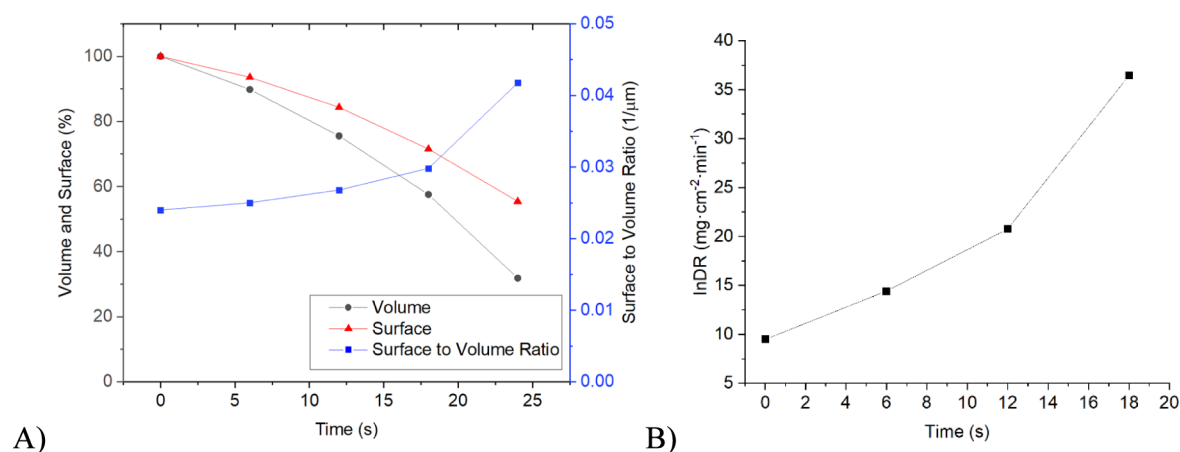 100
80
60
40
20
0
Volume and Surface (%)
0.05
0.04
0.03
0.02
0.01
0.00
Surface to Volume Ratio (1/μm)
Volume
Surface
Surface to Volume Ratio
0 5 10 15 20 25
Time (s)
A)
40
35
30
25
20
15
10
5
InDR (mg·cm⁻²·min⁻¹)
0 2 4 6 8 10 12 14 16 18 20
Time (s)
B)